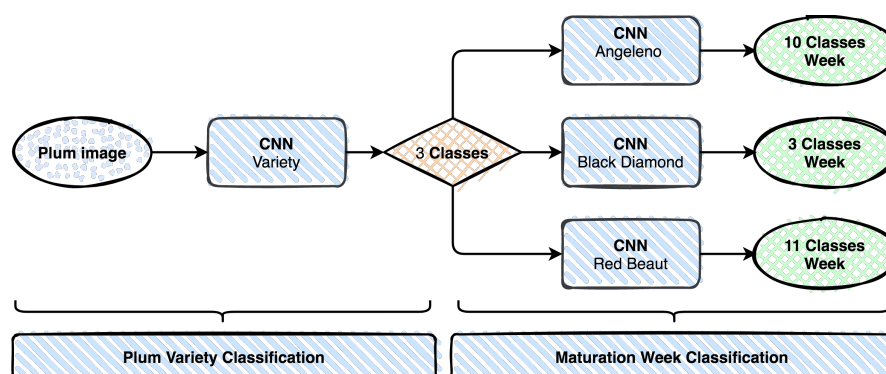 CNN
Angeleno
10 Classes
Week
Plum image
CNN
Variety
3 Classes
CNN
Black Diamond
3 Classes
Week
CNN
Red Beaut
11 Classes
Week
Plum Variety Classification
Maturation Week Classification